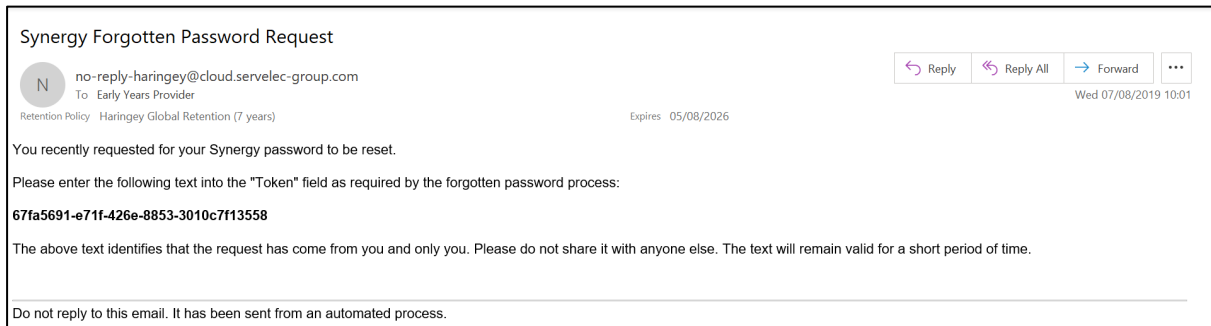 Synergy Forgotten Password Request
N
no-reply-haringey@cloud.servelec-group.com
To Early Years Provider
Reply
Reply All
Forward
...
Wed 07/08/2019 10:01
Retention Policy Haringey Global Retention (7 years)
Expires 05/08/2026
You recently requested for your Synergy password to be reset.
Please enter the following text into the "Token" field as required by the forgotten password process:
67fa5691-e71f-426e-8853-3010c7f13558
The above text identifies that the request has come from you and only you. Please do not share it with anyone else. The text will remain valid for a short period of time.
Do not reply to this email. It has been sent from an automated process.